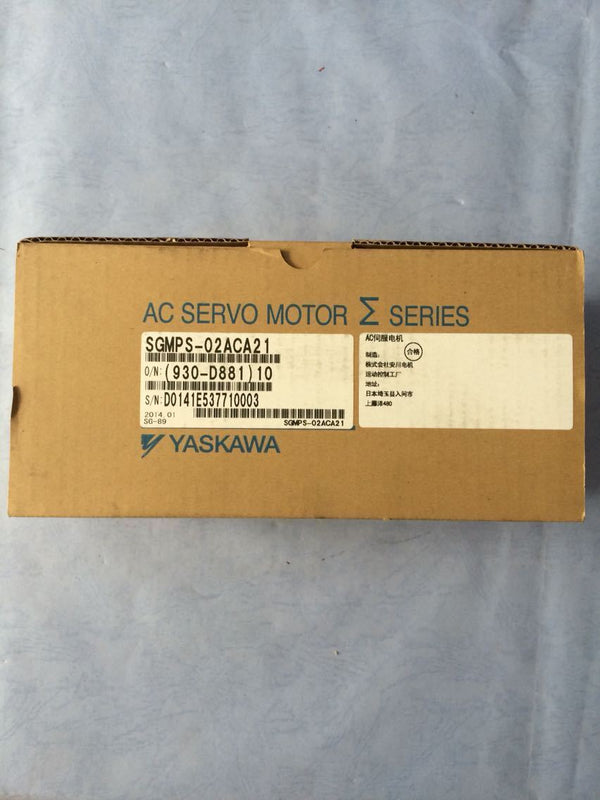 AC SERVO MOTOR Σ SERIES
SGMPS-02ACA21
O/N: (930-D881)10
S/N: D0141E537710003
2014.01
SG-89 SGMPS-02ACA21
AC伺服电机
合格
制造:
株式会社安川电机
运动控制工厂
地址:
日本埼玉县入间市
上藤泽480
YASKAWA